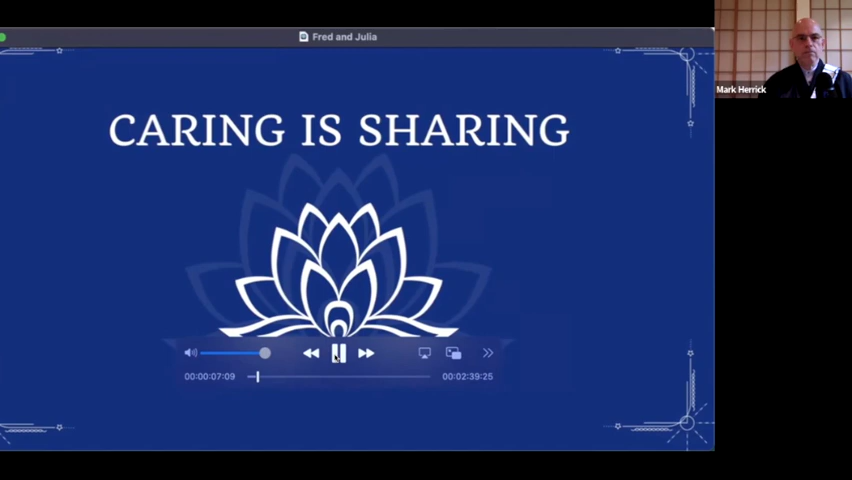 Fred and Julia
CARING IS SHARING
Mark Herrick
00:00:07:09
00:02:39:25